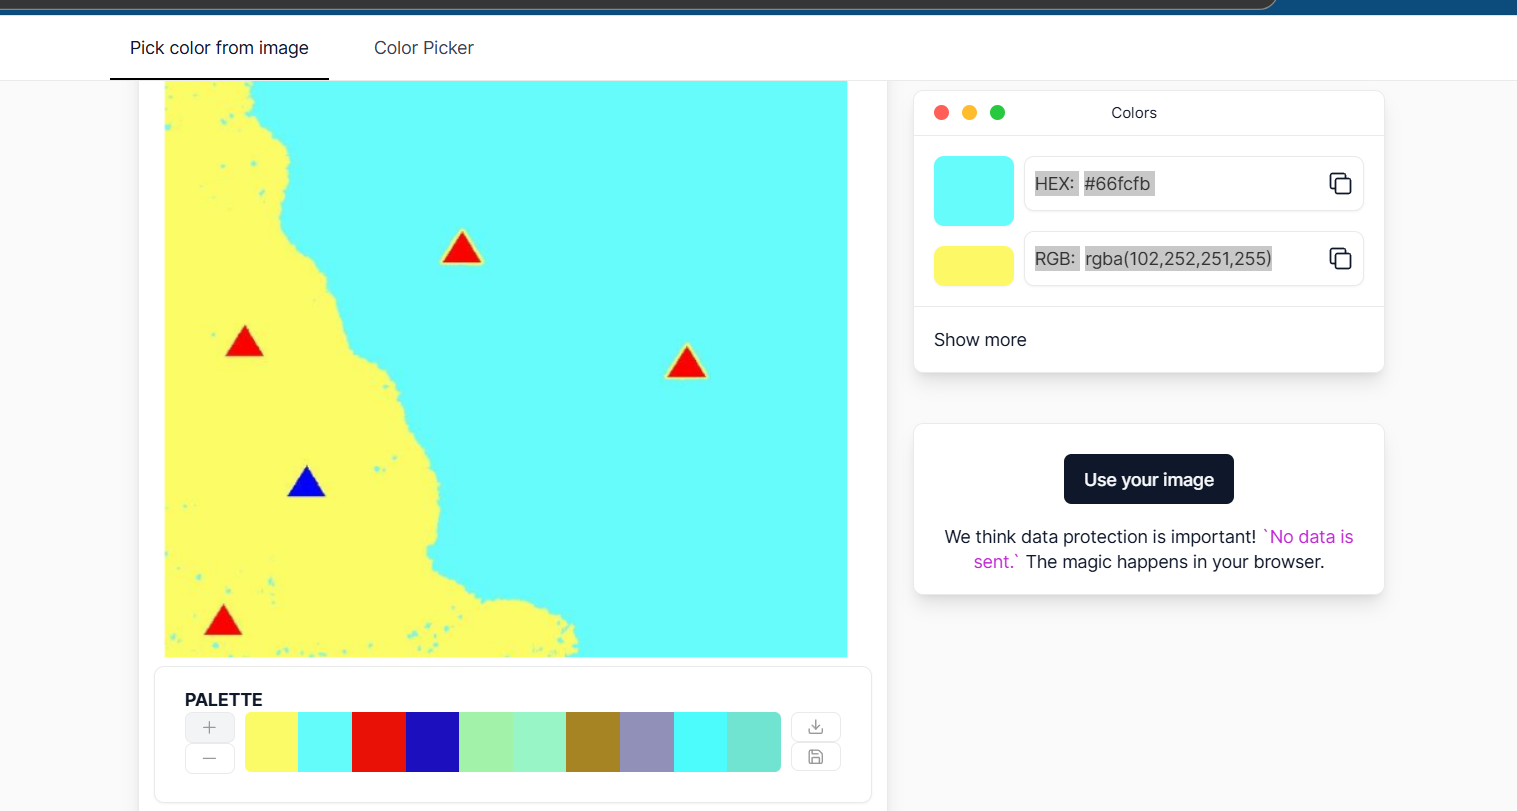 Pick color from image
Color Picker
Colors
HEX: #66fcfb
RGB: rgba(102,252,251,255)
Show more
Use your image
We think data protection is important! `No data is
sent.` The magic happens in your browser.
PALETTE